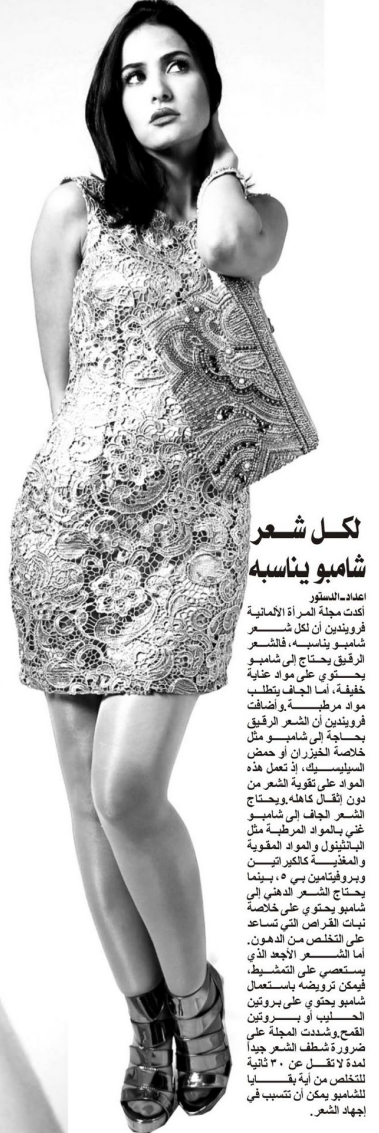 لكل شعر
شامبو يناسبه
اعداد-الدستور
أكدت مجلة المرأة الألمانية
فرويندين أن لكل شعر
شامبو يناسبه، فالشعر
الرقيق يحتاج إلى شامبو
يحتوي على مواد عناية
خفيفة، أما الجاف يتطلب
مواد مرطبة.وأضافت
فرويندين أن الشعر الرقيق
بحاجة إلى شامبو مثل
خلاصة الخيزران أو حمض
السيليسيك، إذ تعمل هذه
المواد على تقوية الشعر من
دون إثقال كاهله.ويحتاج
الشعر الجاف إلى شامبو
غني بالمواد المرطبة مثل
البانثينول والمواد المقوية
والمغذية كالكيراتين
وبروفيتامين بي ٥، بينما
يحتاج الشعر الدهني إلى
شامبو يحتوي على خلاصة
نبات القراص التي تساعد
على التخلص من الدهون.
أما الشعر الأجعد الذي
يستعصي على التمشيط،
فيمكن ترويضه باستعمال
شامبو يحتوي على بروتين
الحليب أو بروتين
القمح.وشددت المجلة على
ضرورة شطف الشعر جيداً
لمدة لا تقل عن ٣٠ ثانية
للتخلص من أية بقايا
للشامبو يمكن أن تتسبب في
إجهاد الشعر.